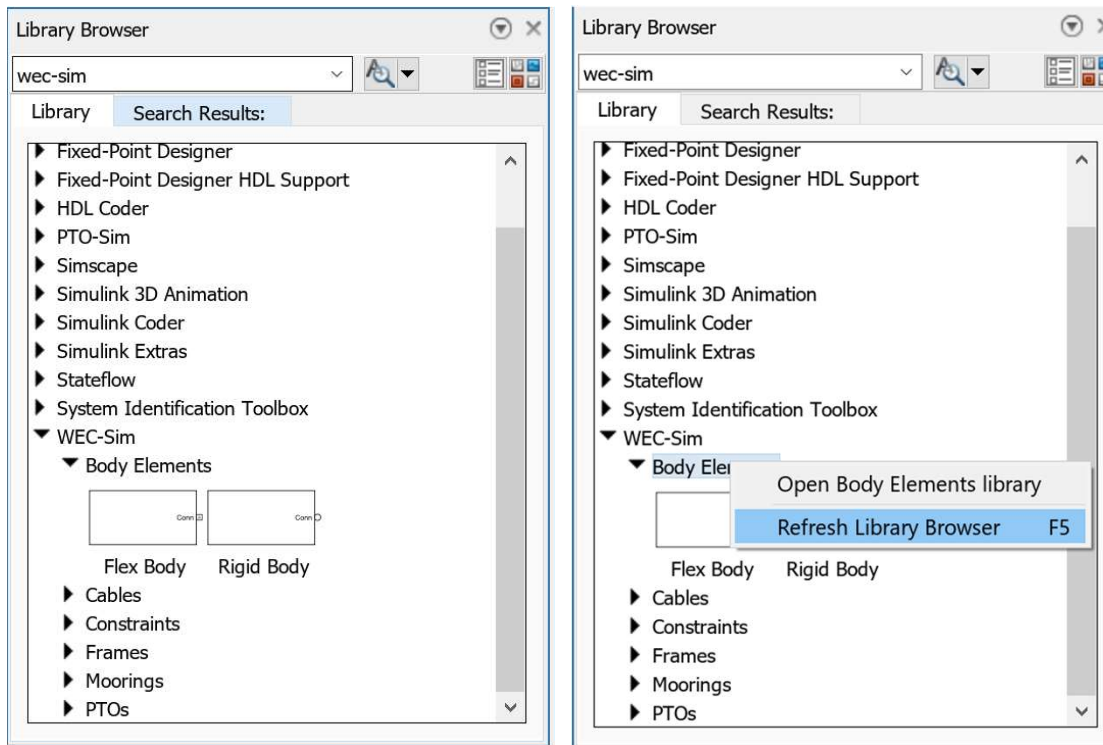 Library Browser
wec-sim
Library Search Results:
Fixed-Point Designer
Fixed-Point Designer HDL Support
HDL Coder
PTO-Sim
Simscape
Simulink 3D Animation
Simulink Coder
Simulink Extras
Stateflow
System Identification Toolbox
WEC-Sim
Body Elements
Conn Conn
Flex Body Rigid Body
Cables
Constraints
Frames
Moorings
PTOs
Library Browser
wec-sim
Library Search Results:
Fixed-Point Designer
Fixed-Point Designer HDL Support
HDL Coder
PTO-Sim
Simscape
Simulink 3D Animation
Simulink Coder
Simulink Extras
Stateflow
System Identification Toolbox
WEC-Sim
Body Ele
Open Body Elements library
Refresh Library Browser F5
Flex Body Rigid Body
Cables
Constraints
Frames
Moorings
PTOs